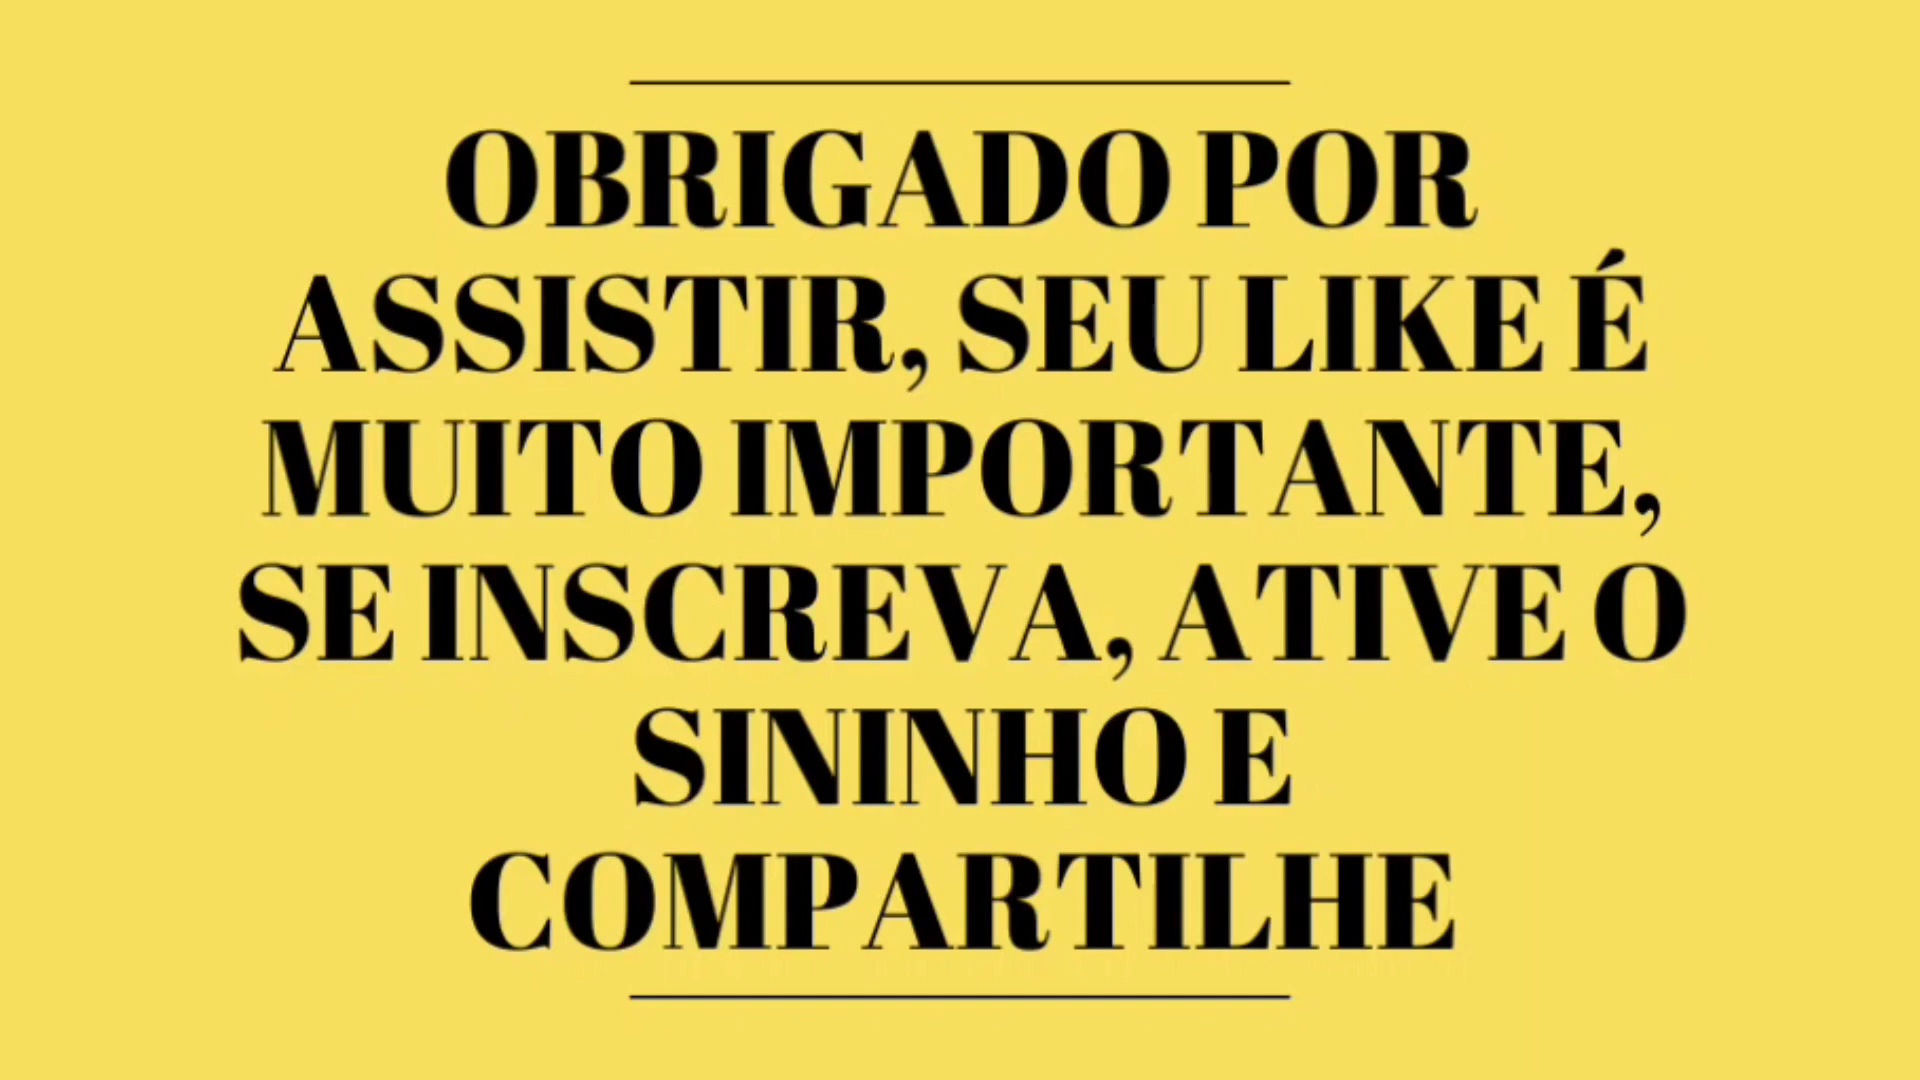 OBRIGADO POR
ASSISTIR, SEU LIKE É
MUITO IMPORTANTE,
SE INSCREVA, ATIVE O
SININHO E
COMPARTILHE